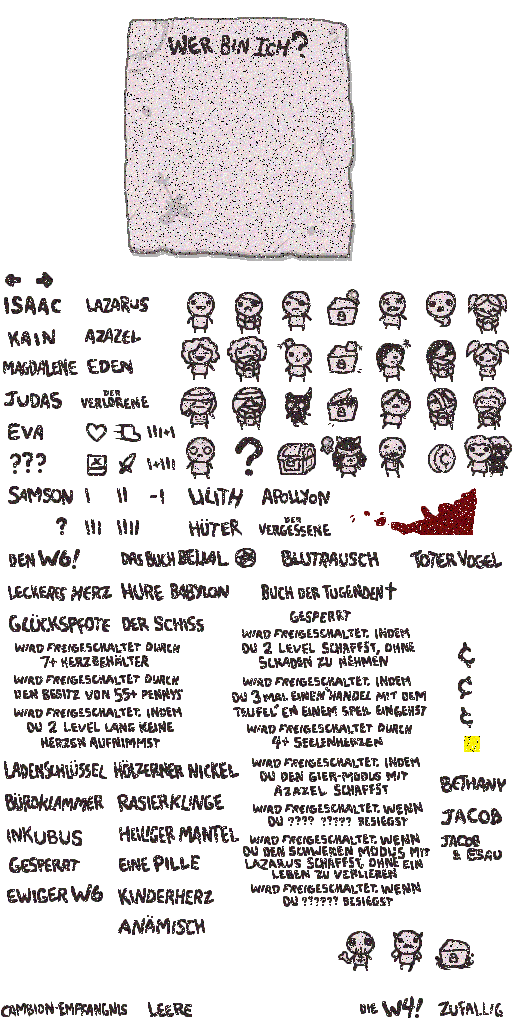 WER BIN ICH?
ISAAC
LAZARUS
KAIN
AZAZEL
MAGDALENE
EDEN
JUDAS
DER
VERLORENE
EVA
|||+|
???
|+|||
?
SAMSON | || -|
LILITH APOLLYON
? ||| ||||
HÜTER
DER
VERGESSENE
DEN W6!
DAS BUCH BELIAL
BLUTRAUSCH
TOTER VOGEL
LECKERES HERZ
HURE BABYLON
BUCH DER TUGENDEN
GLÜCKSPFOTE
DER SCHISS
GESPERRT
WIRD FREIGESCHALTET DURCH
7+ HERZBEHÄLTER
WIRD FREIGESCHALTET DURCH
DEN BESITZ VON 55+ PENNYS
WIRD FREIGESCHALTET, INDEM
DU 2 LEVEL LANG KEINE
HERZEN AUFNIMMST
WIRD FREIGESCHALTET, INDEM
DU 2 LEVEL SCHAFFST, OHNE
SCHADEN ZU NEHMEN
WIRD FREIGESCHALTET, INDEM
DU 3 MAL EINEN "HANDEL MIT DEM
TEUFEL" EN EINEM SPEIL EINGEHST
WIRD FREIGESCHALTET DURCH
4+ SEELENHERZEN
LADENSCHLÜSSEL
HÖLZERNER NICKEL
BÜROKLAMMER
RASIERKLINGE
INKUBUS
HEILIGER MANTEL
GESPERRT
EINE PILLE
EWIGER W6
KINDERHERZ
ANÄMISCH
WIRD FREIGESCHALTET, INDEM
DU DEN GIER-MODUS MIT
AZAZEL SCHAFFST
WIRD FREIGESCHALTET, WENN
DU ???? ????? BESIEGST
WIRD FREIGESCHALTET, WENN
DU DEN SCHWEREN MODUS MIT
LAZARUS SCHAFFST, OHNE EIN
LEBEN ZU VERLIEREN
WIRD FREIGESCHALTET, WENN
DU ?????? BESIEGST
BETHANY
JACOB
JACOB
& ESAU
CAMBION-EMPFÄNGNIS
LEERE
DIE W4!
ZUFÄLLIG